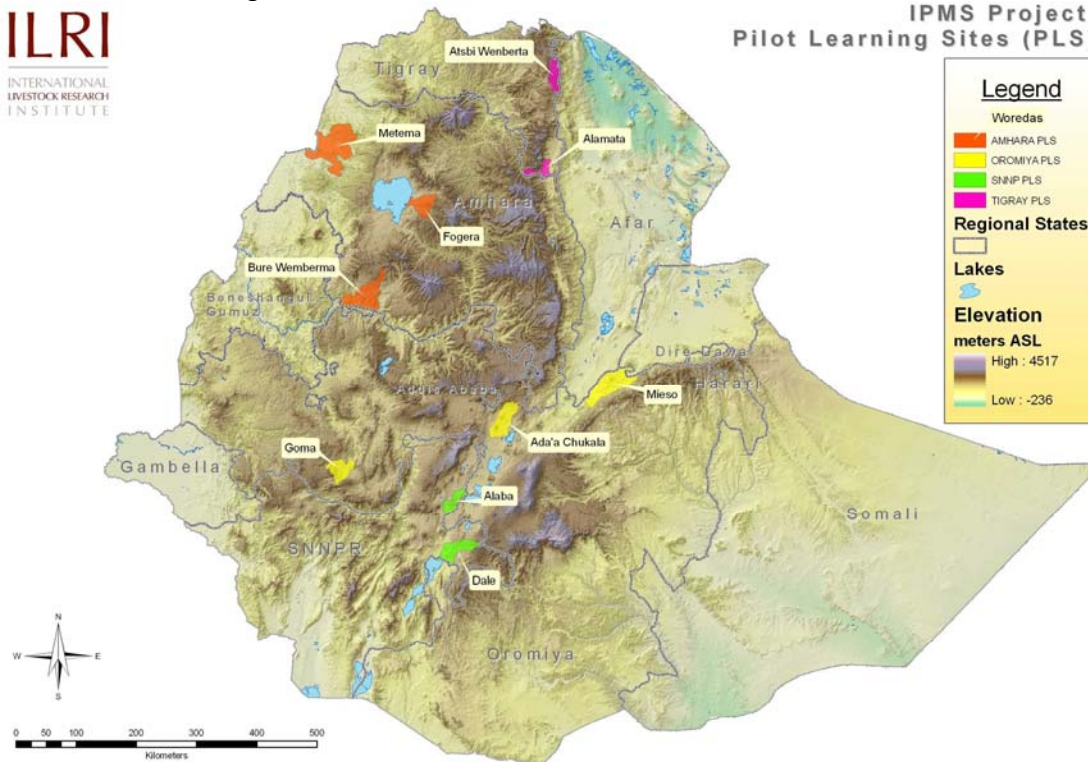 ILRI
INTERNATIONAL
LIVESTOCK RESEARCH
INSTITUTE
IPMS Project
Pilot Learning Sites (PLS
Legend
Woredas
AMHARA PLS
OROMIYA PLS
SNNP PLS
TIGRAY PLS
Regional States
Lakes
Elevation
meters ASL
High : 4517
Low : -236
Atsbi Wenberta
Tigray
Metema
Alamata
Amhara
Afar
Fogera
Bure Wemberma
Beneshangul
Gumuz
Dire Dawa
Harari
Addis Ababa
Mieso
Ada'a Chukala
Goma
Gambella
Alaba
Somali
SNNPR
Dale
Oromiya
N
W
E
S
0 50 100 200 300 400 500
Kilometers